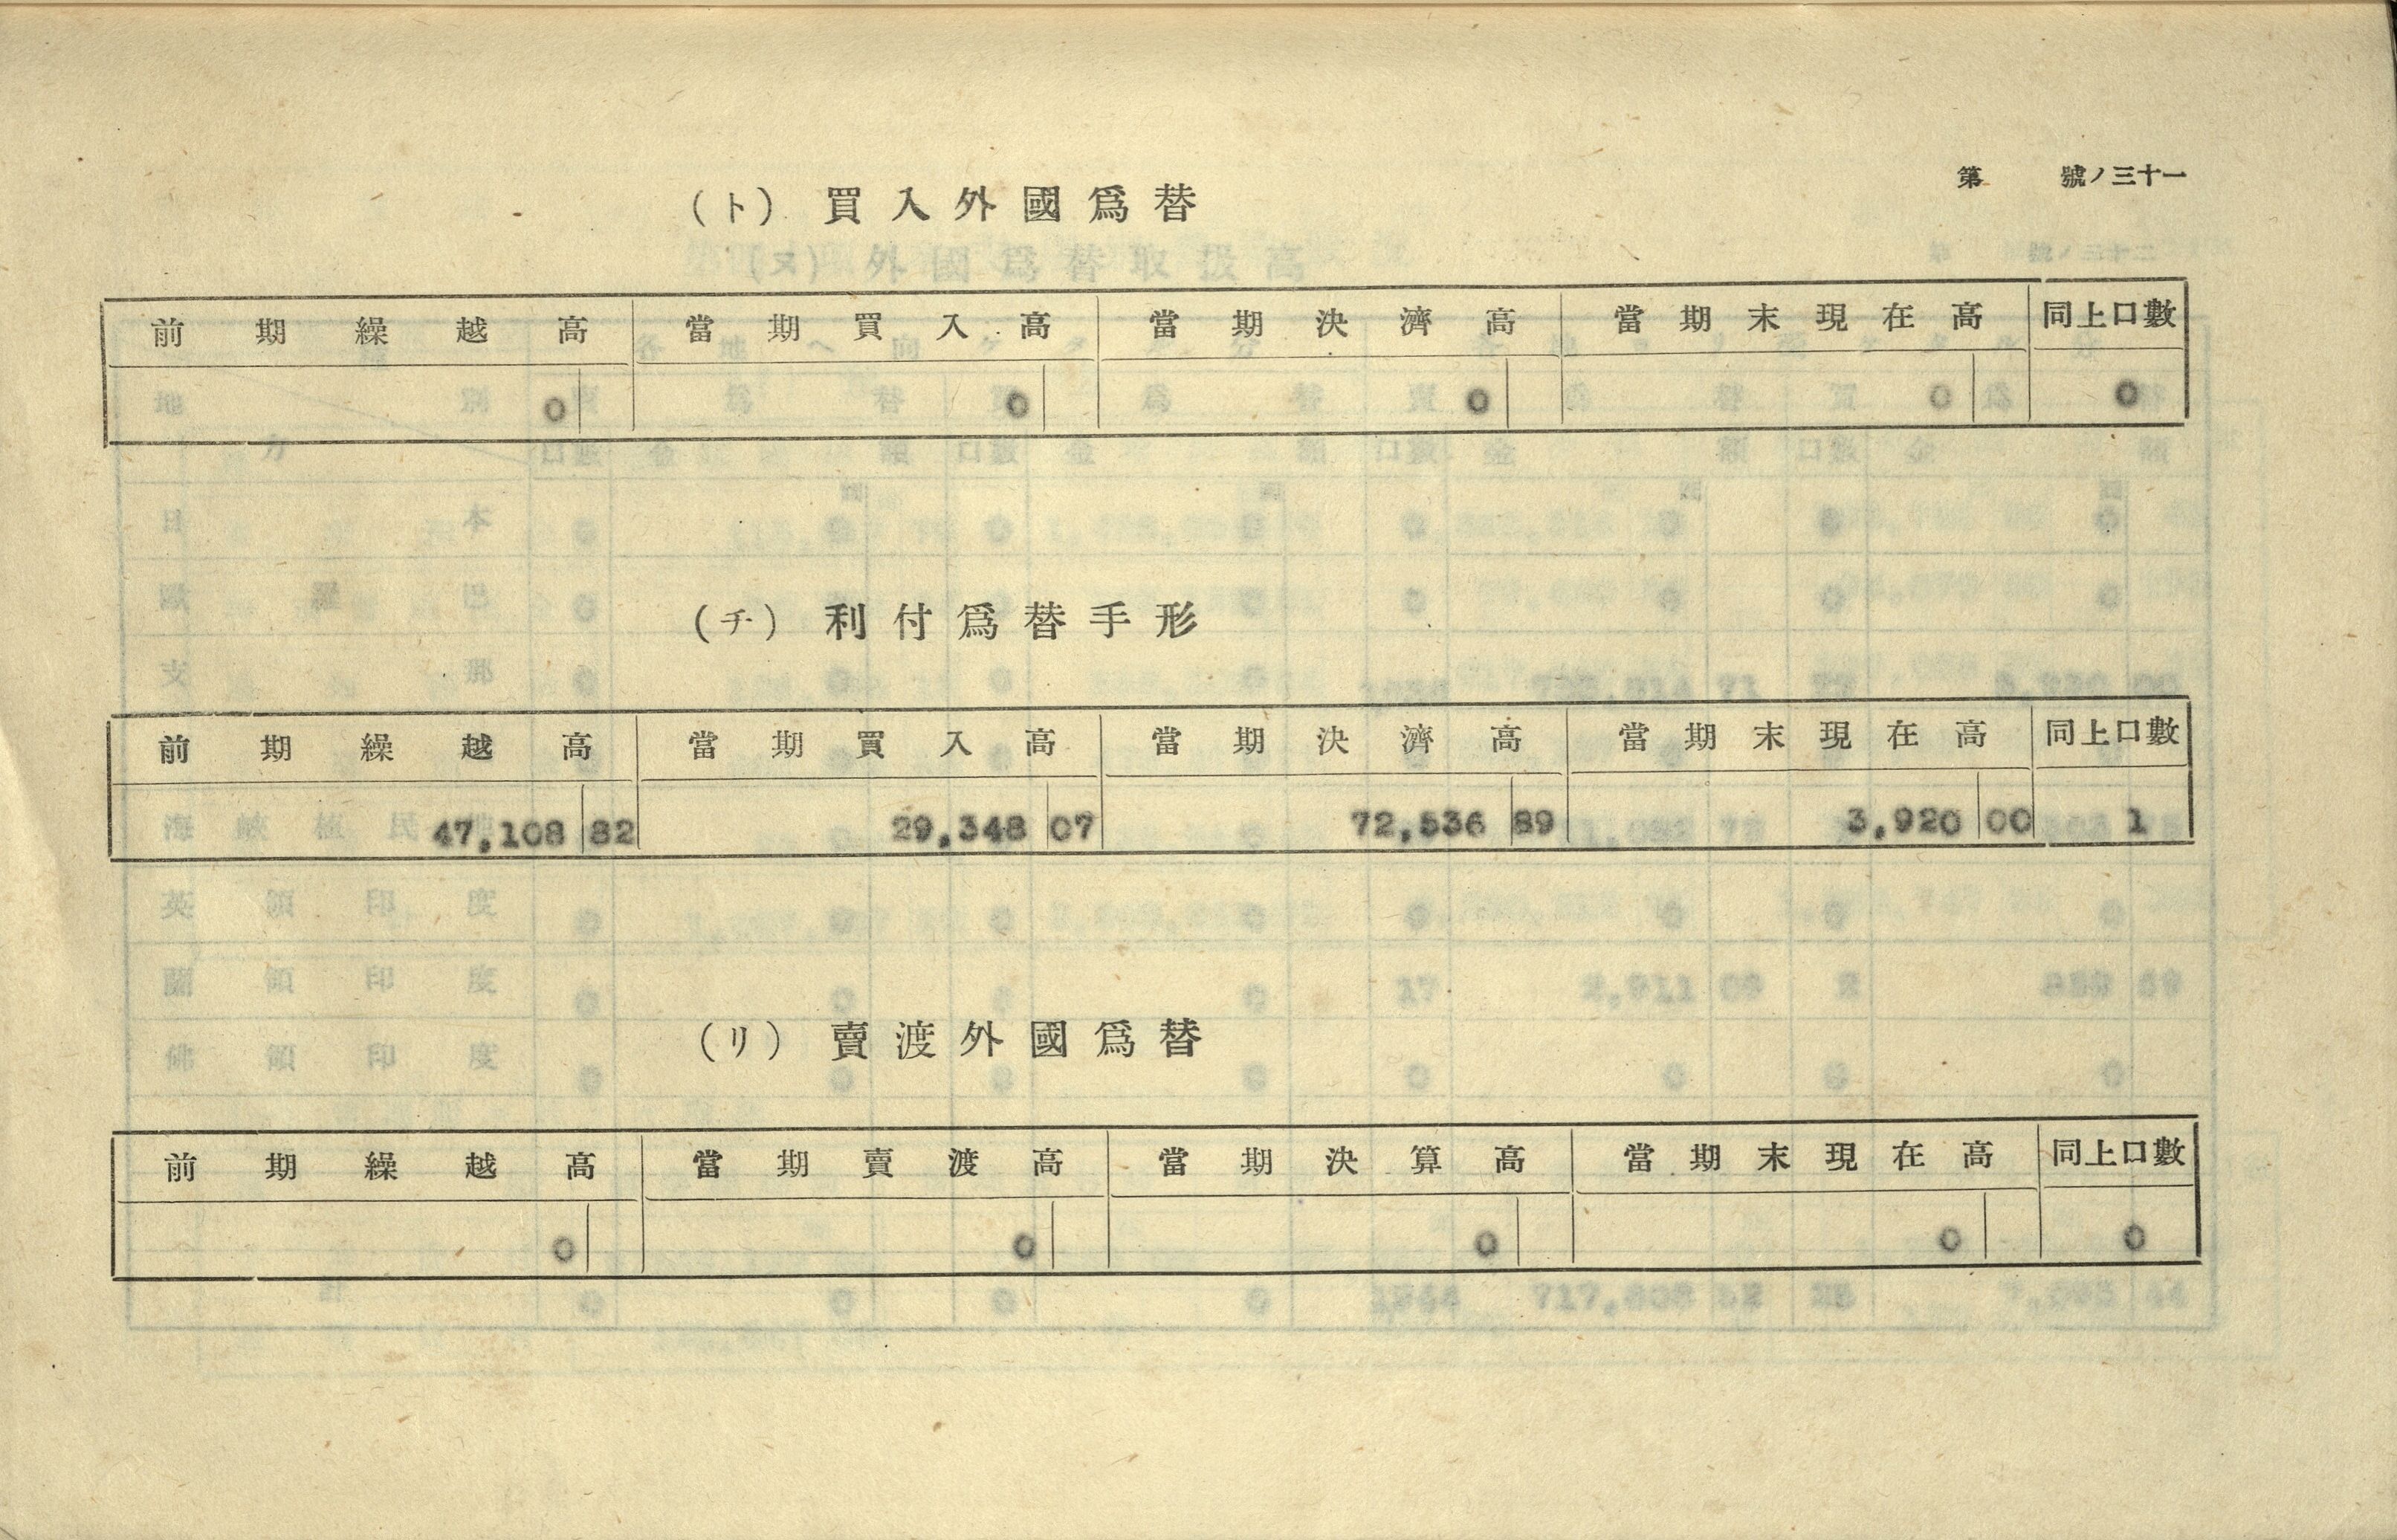 第 號ノ三十一
(ト) 買入外國爲替
前期繰越高 當期買入高 當期決濟高 當期末現在高 同上口數
0 0 0 0 0
(チ) 利付爲替手形
前期繰越高 當期買入高 當期決濟高 當期末現在高 同上口數
47,108 82 29,348 07 72,536 89 3,920 00 1
(リ) 賣渡外國爲替
前期繰越高 當期賣渡高 當期決算高 當期末現在高 同上口數
0 0 0 0 0